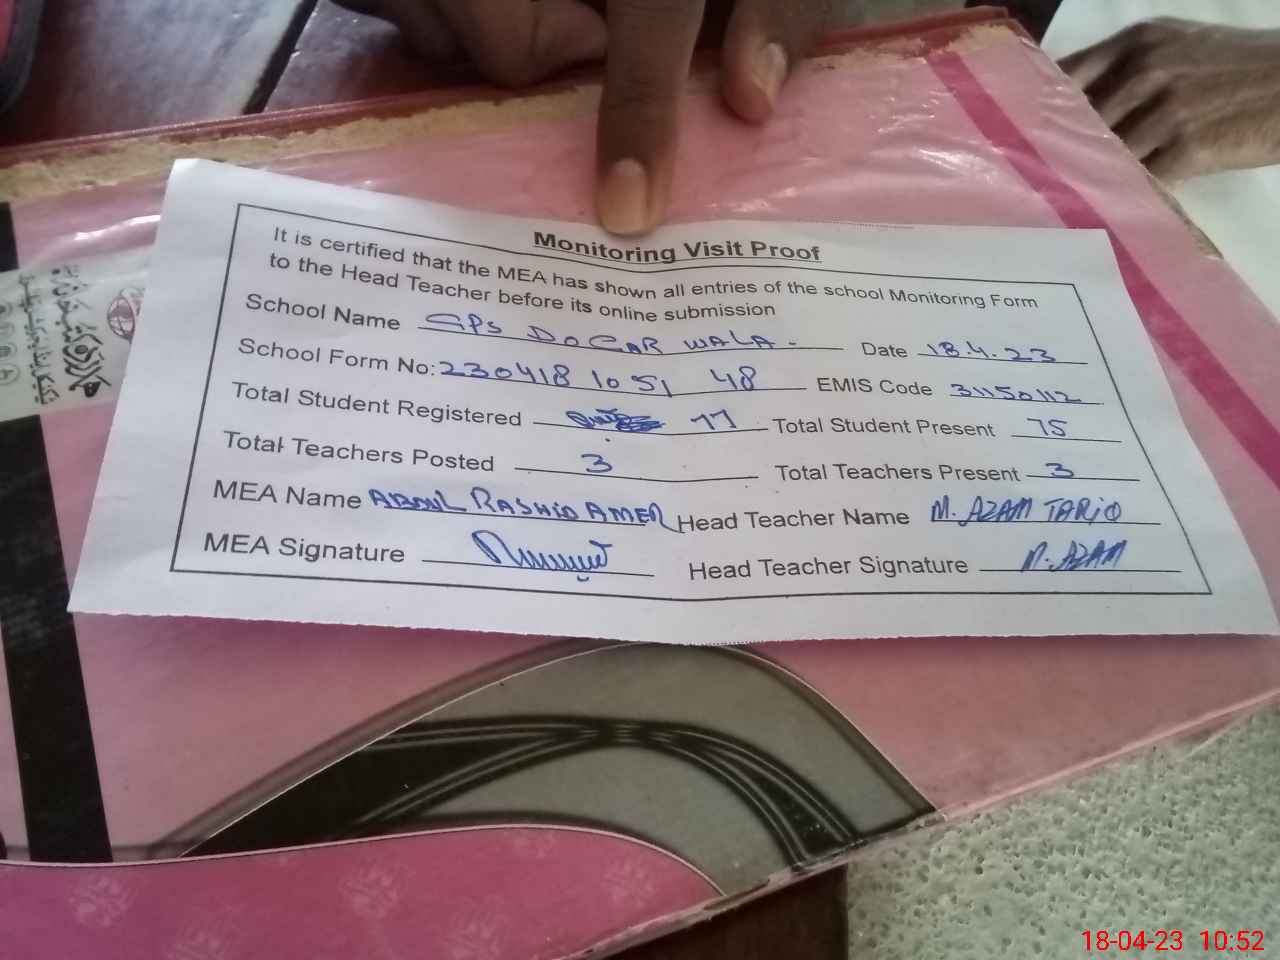 Monitoring Visit Proof
It is certified that the MEA has shown all entries of the school Monitoring Form
to the Head Teacher before its online submission
School Name GPS DOGAR WALA. Date 18.4.23
School Form No: 230418 1051 48 EMIS Code 31150112
Total Student Registered 77 Total Student Present 75
Total Teachers Posted 3 Total Teachers Present 3
MEA Name ABDUL RASHID AMER Head Teacher Name M. AZAM TARIQ
MEA Signature Head Teacher Signature M. AZAM
18-04-23 10:52